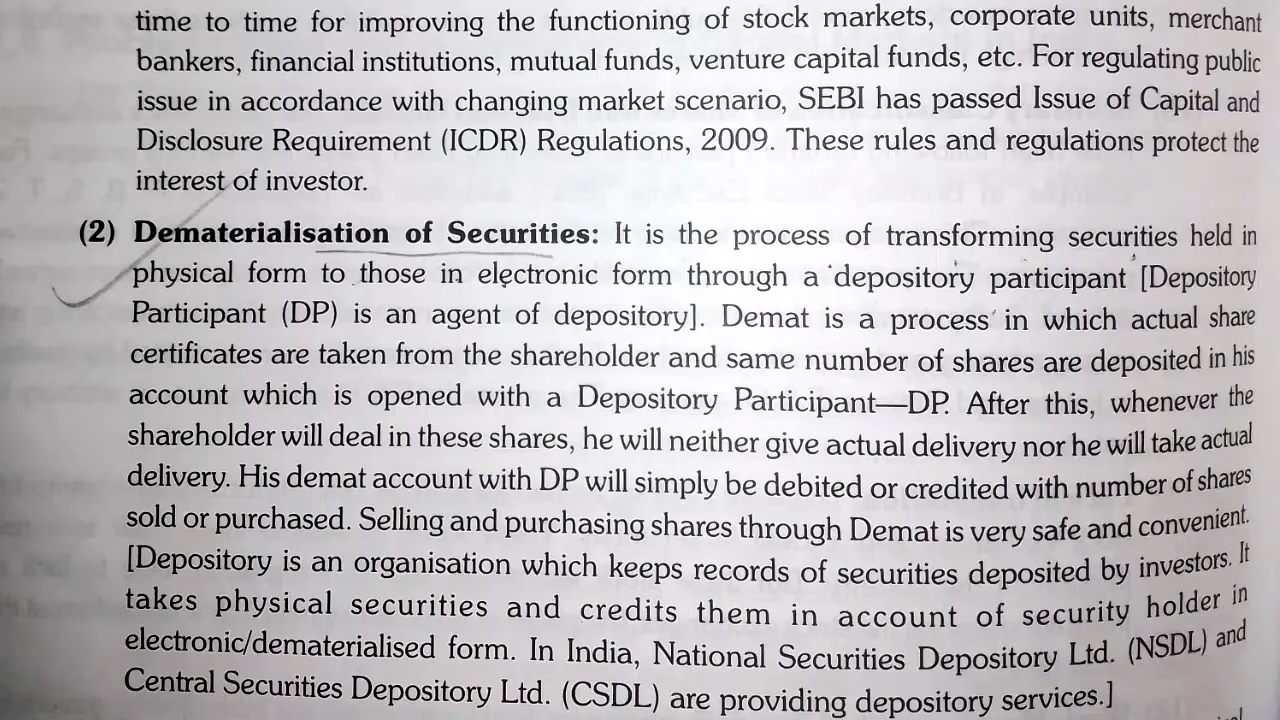 time to time for improving the functioning of stock markets, corporate units, merchant
bankers, financial institutions, mutual funds, venture capital funds, etc. For regulating public
issue in accordance with changing market scenario, SEBI has passed Issue of Capital and
Disclosure Requirement (ICDR) Regulations, 2009. These rules and regulations protect the
interest of investor.
(2) Dematerialisation of Securities: It is the process of transforming securities held in
physical form to those in electronic form through a depository participant [Depository
Participant (DP) is an agent of depository]. Demat is a process in which actual share
certificates are taken from the shareholder and same number of shares are deposited in his
account which is opened with a Depository Participant—DP. After this, whenever the
shareholder will deal in these shares, he will neither give actual delivery nor he will take actual
delivery. His demat account with DP will simply be debited or credited with number of shares
sold or purchased. Selling and purchasing shares through Demat is very safe and convenient.
[Depository is an organisation which keeps records of securities deposited by investors. It
takes physical securities and credits them in account of security holder in
electronic/dematerialised form. In India, National Securities Depository Ltd. (NSDL) and
Central Securities Depository Ltd. (CSDL) are providing depository services.]